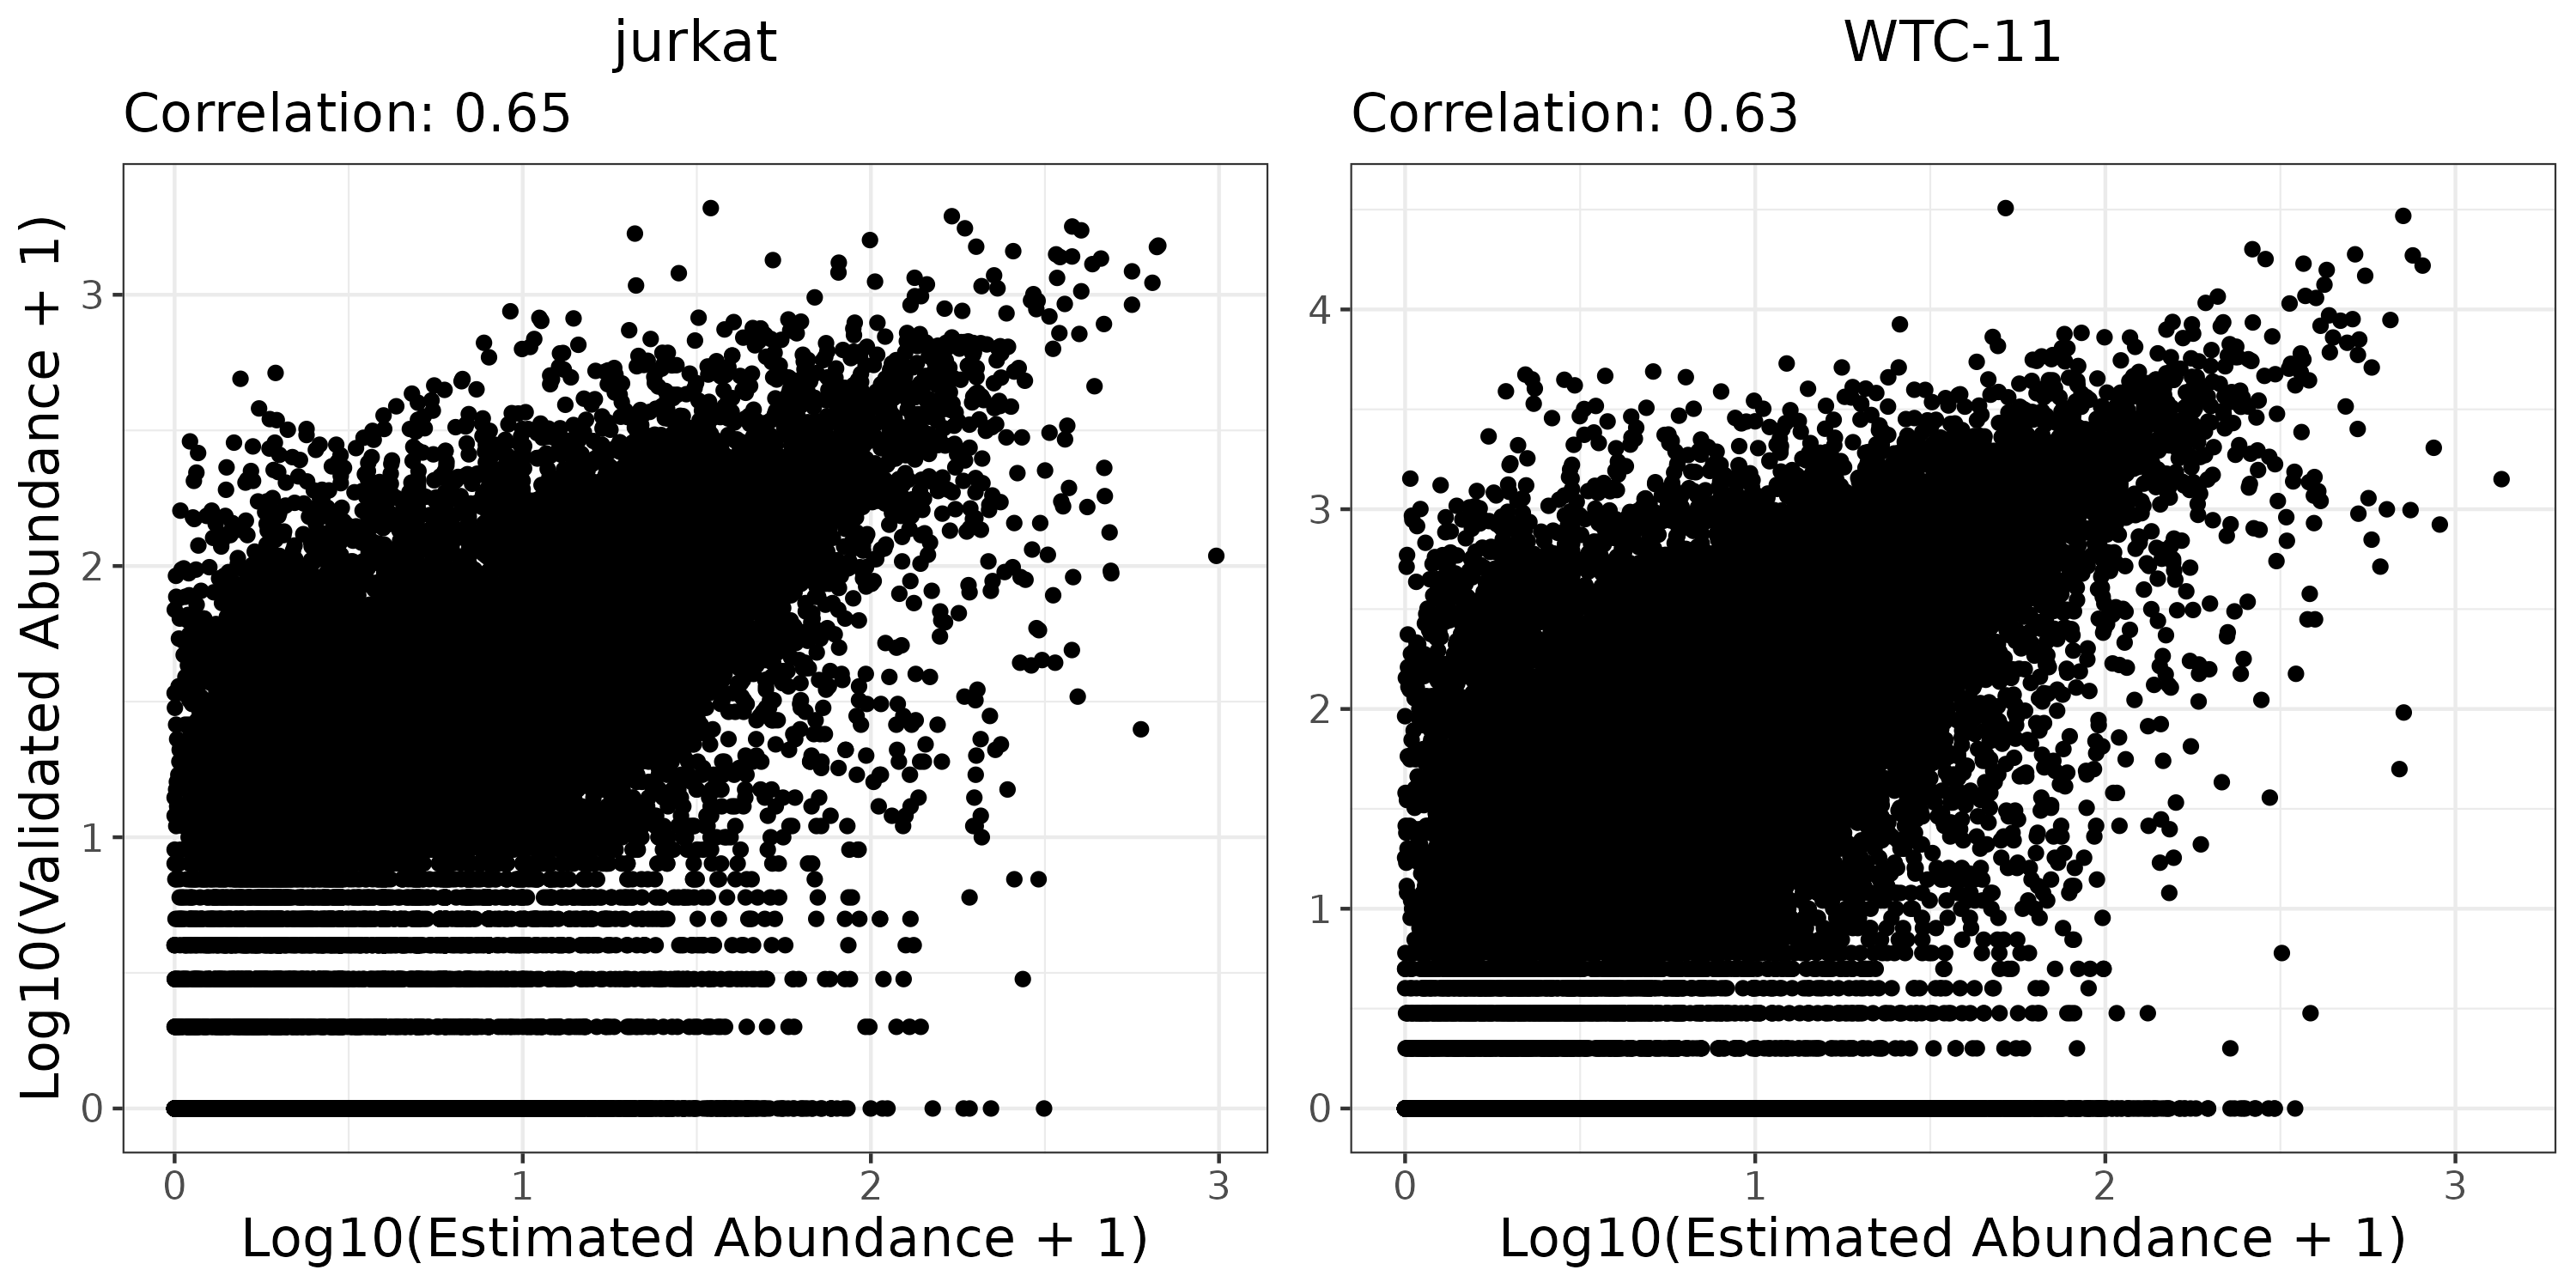 jurkat
Correlation: 0.65
Log10(Validated Abundance + 1)
3
2
1
0
0 1 2 3
Log10(Estimated Abundance + 1)
WTC-11
Correlation: 0.63
4
3
2
1
0
0 1 2 3
Log10(Estimated Abundance + 1)